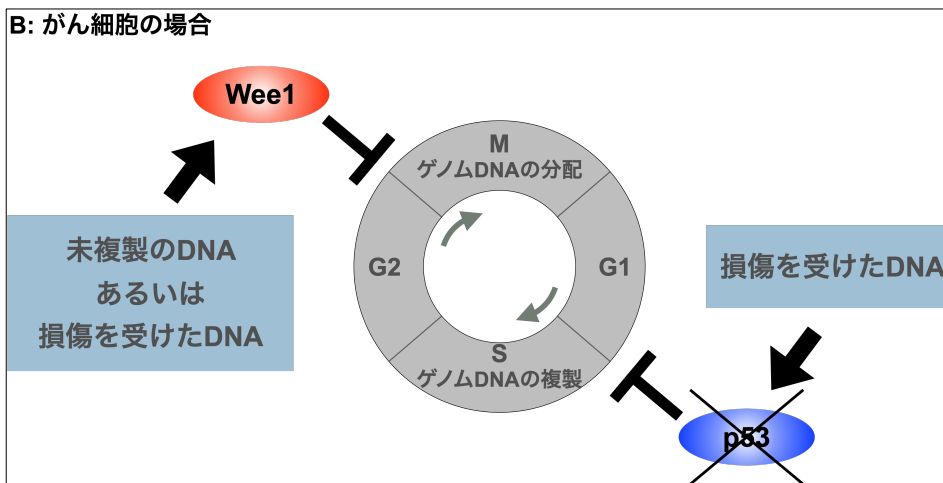 B: がん細胞の場合
Wee1
M
ゲノムDNAの分配
未複製のDNA
あるいは
損傷を受けたDNA
G2
G1
損傷を受けたDNA
S
ゲノムDNAの複製
p53